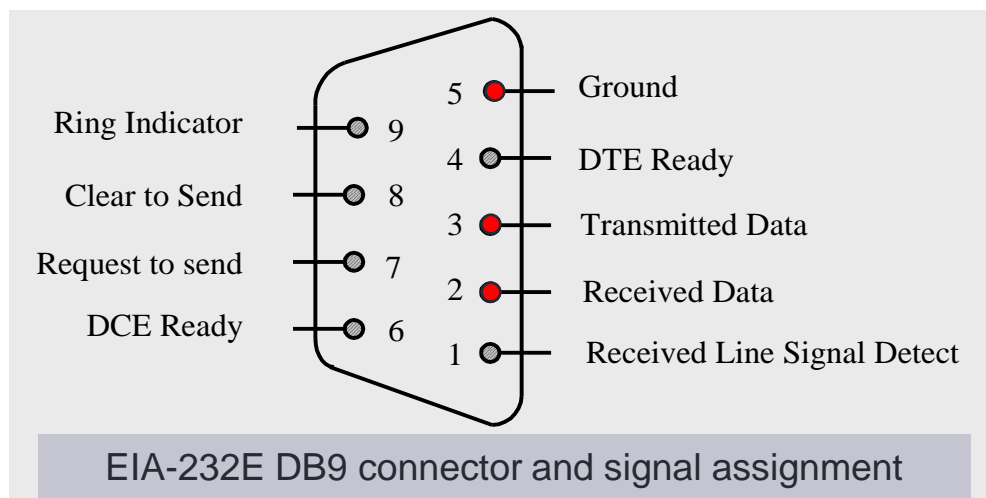 Ring Indicator 9
Clear to Send 8
Request to send 7
DCE Ready 6
5 Ground
4 DTE Ready
3 Transmitted Data
2 Received Data
1 Received Line Signal Detect
EIA-232E DB9 connector and signal assignment